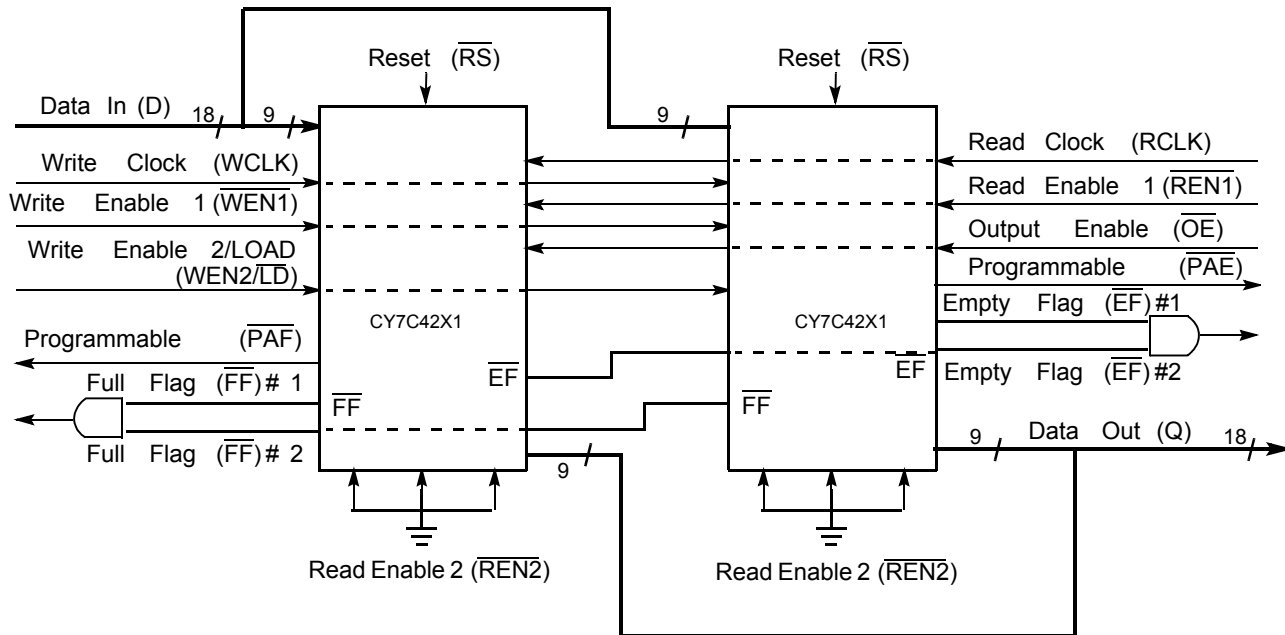 Reset (RS)
Reset (RS)
Data In (D) 18 9
9
Write Clock (WCLK)
Read Clock (RCLK)
Write Enable 1 (WEN1)
Read Enable 1 (REN1)
Write Enable 2/LOAD
(WEN2/LD)
Output Enable (OE)
Programmable (PAE)
Empty Flag (EF) #1
CY7C42X1
CY7C42X1
Programmable (PAF)
EF
EF
Empty Flag (EF) #2
Full Flag (FF) # 1
FF
FF
Full Flag (FF) # 2
9
9 Data Out (Q) 18
Read Enable 2 (REN2)
Read Enable 2 (REN2)